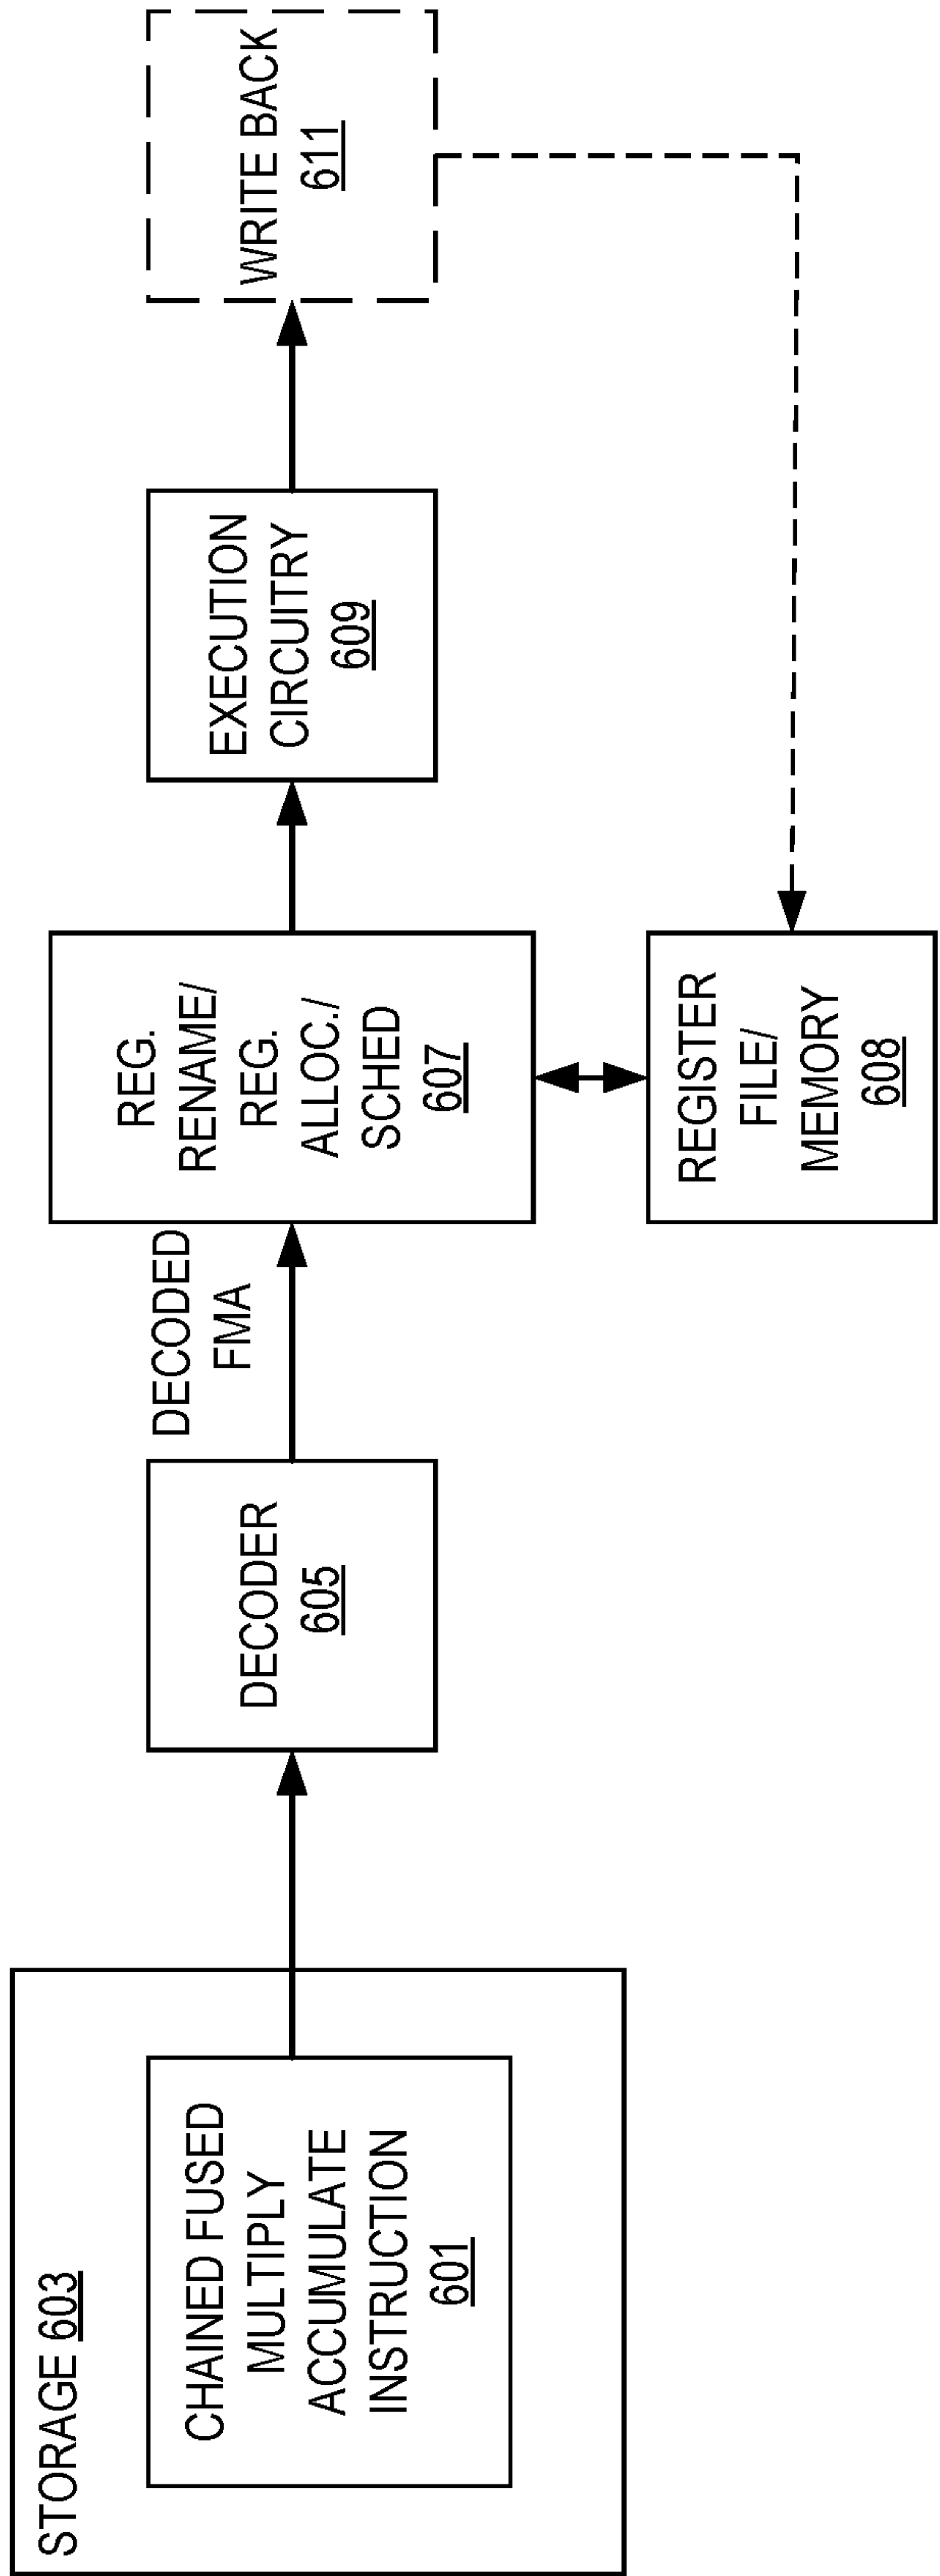 STORAGE 603
CHAINED FUSED
MULTIPLY
ACCUMULATE
INSTRUCTION
601
DECODER
605
DECODED
FMA
REG.
RENAME/
REG.
ALLOC./
SCHED
607
REGISTER
FILE/
MEMORY
608
EXECUTION
CIRCUITRY
609
WRITE BACK
611